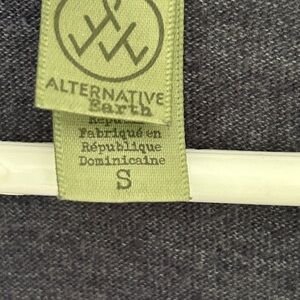 ALTERNATIVE
Earth
Fabriqué en
République
Dominicaine
S